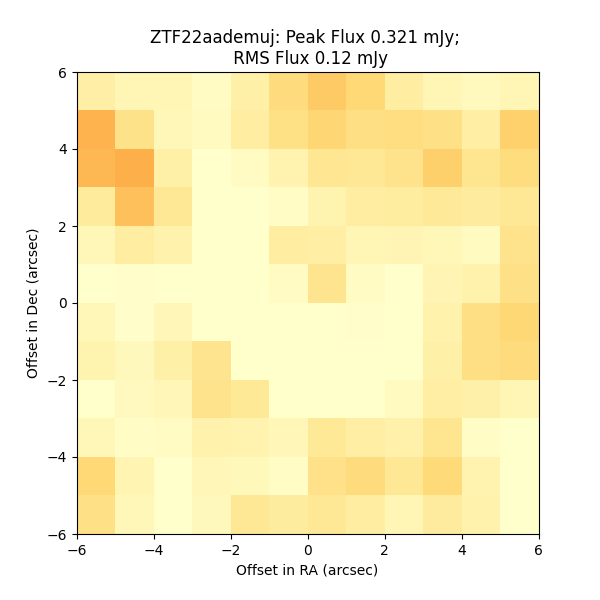 ZTF22aademuj: Peak Flux 0.321 mJy;
RMS Flux 0.12 mJy
6
4
2
0
−2
−4
−6
Offset in Dec (arcsec)
−6 −4 −2 0 2 4 6
Offset in RA (arcsec)